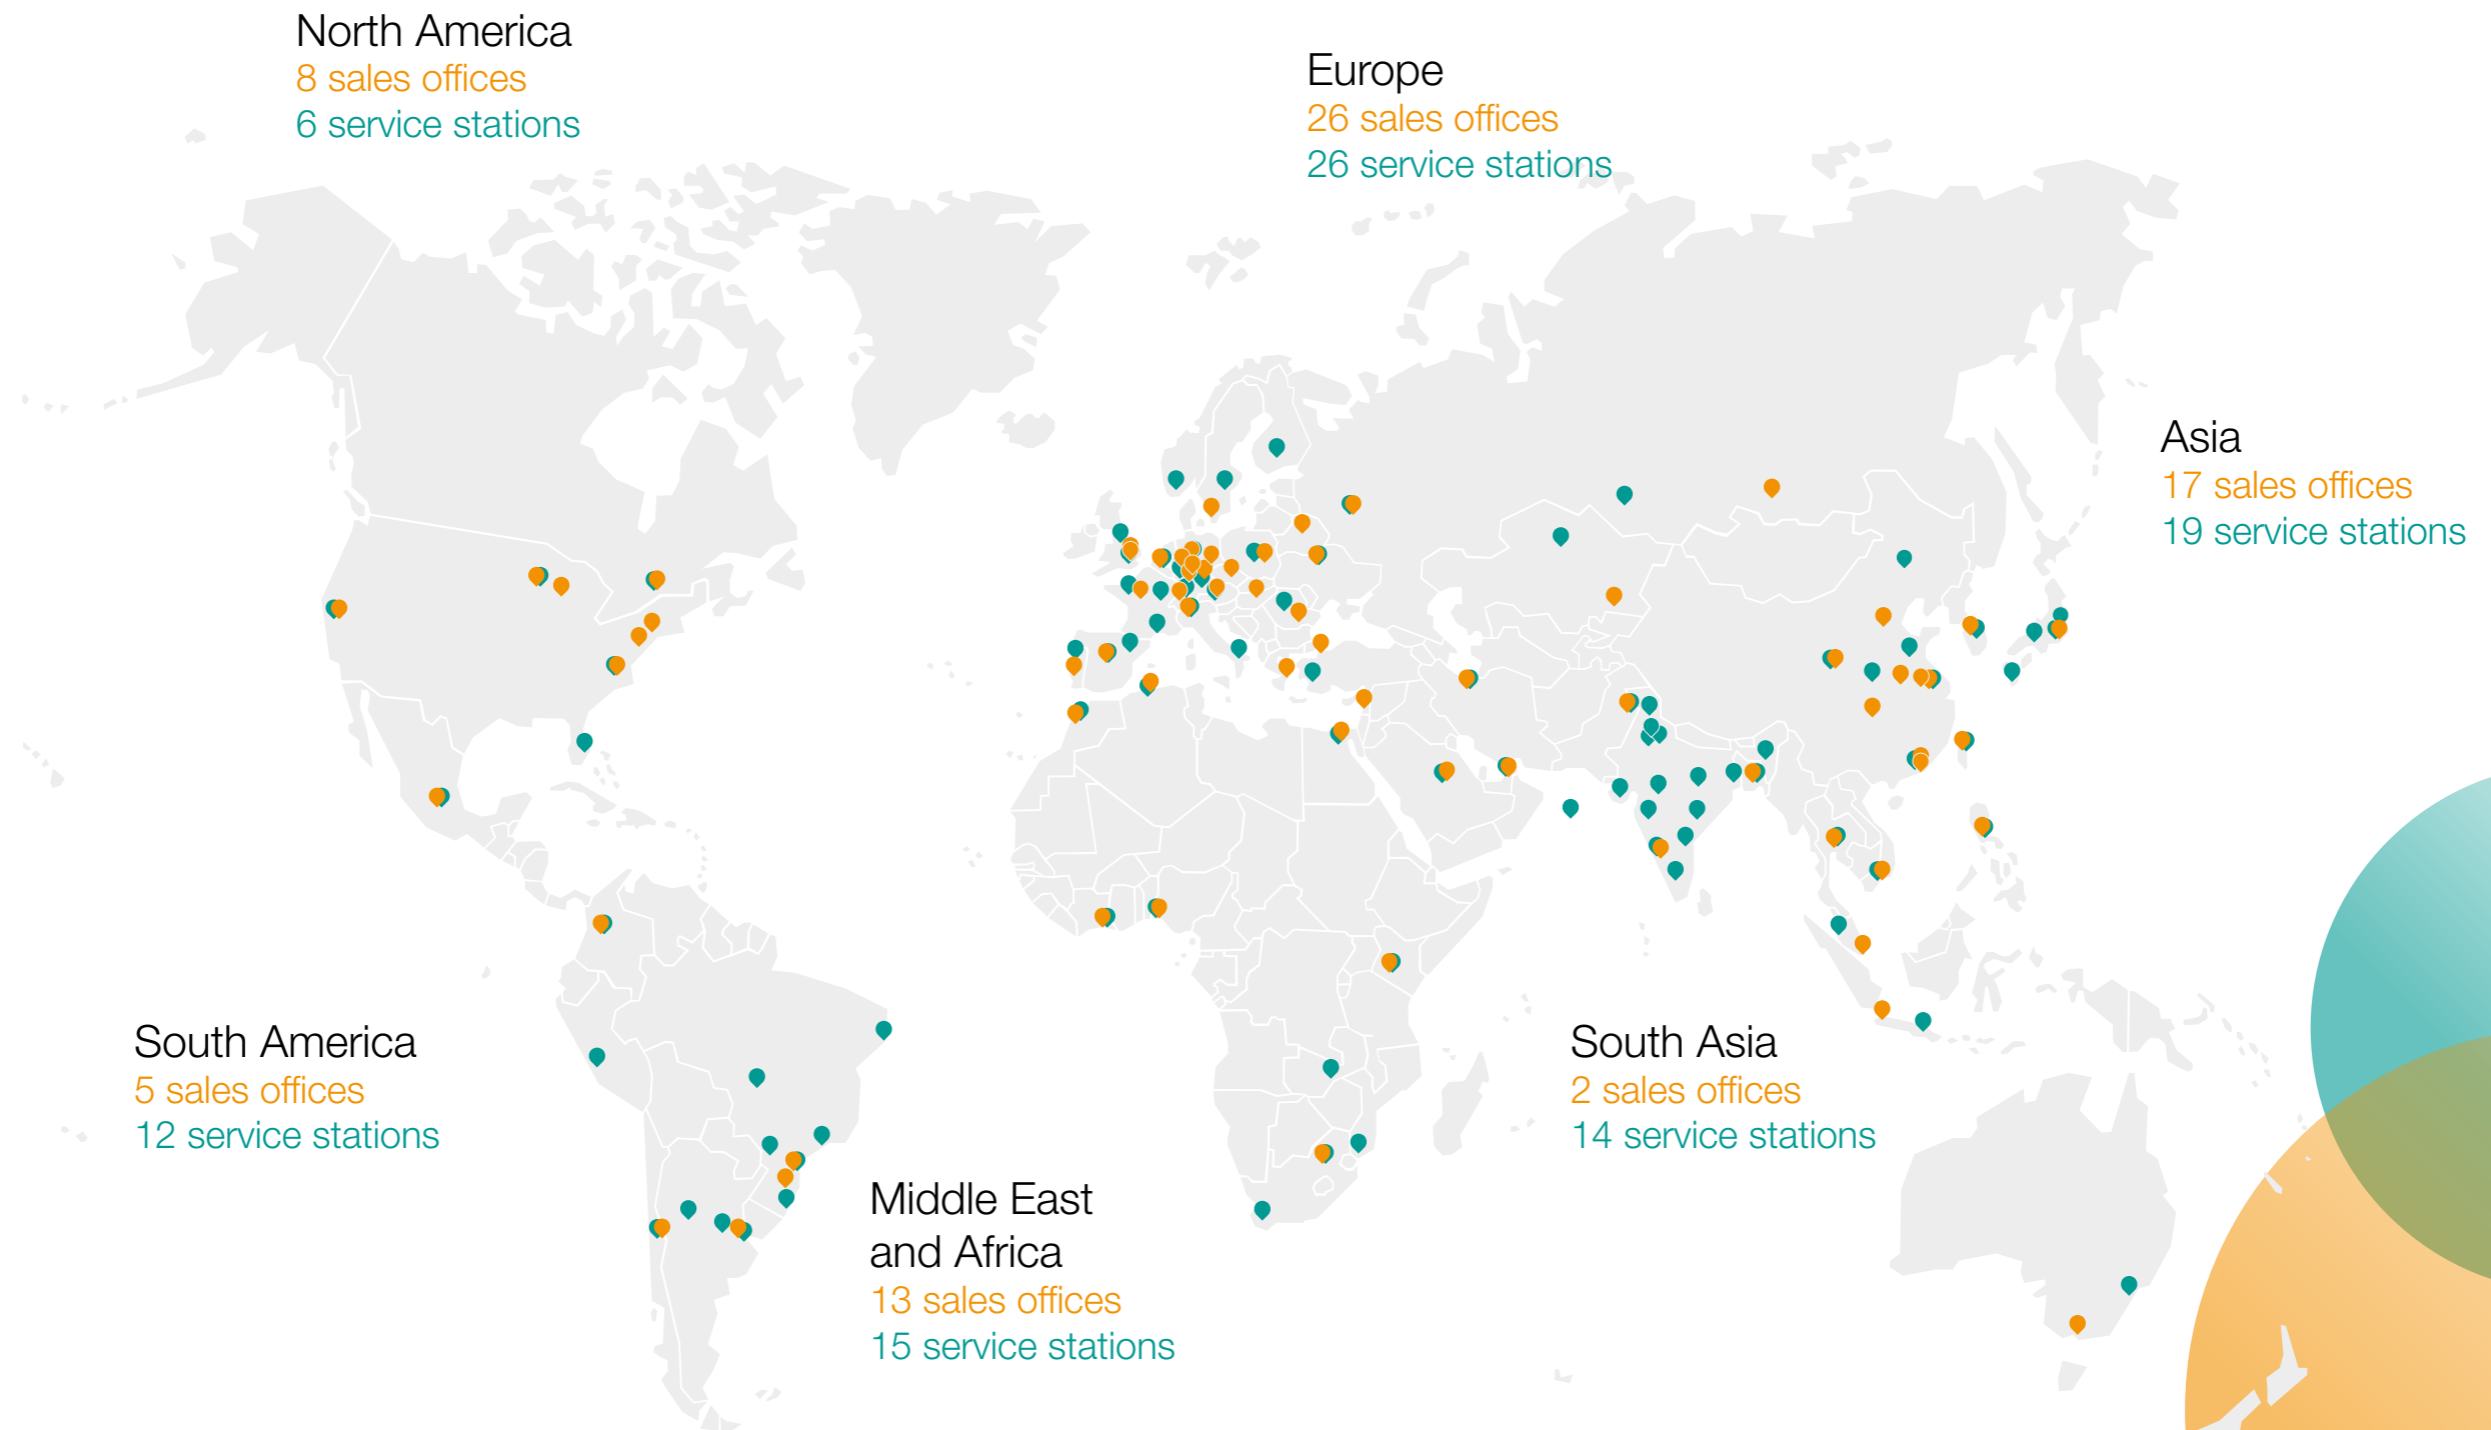 North America
8 sales offices
6 service stations
Europe
26 sales offices
26 service stations
Asia
17 sales offices
19 service stations
South America
5 sales offices
12 service stations
Middle East
and Africa
13 sales offices
15 service stations
South Asia
2 sales offices
14 service stations